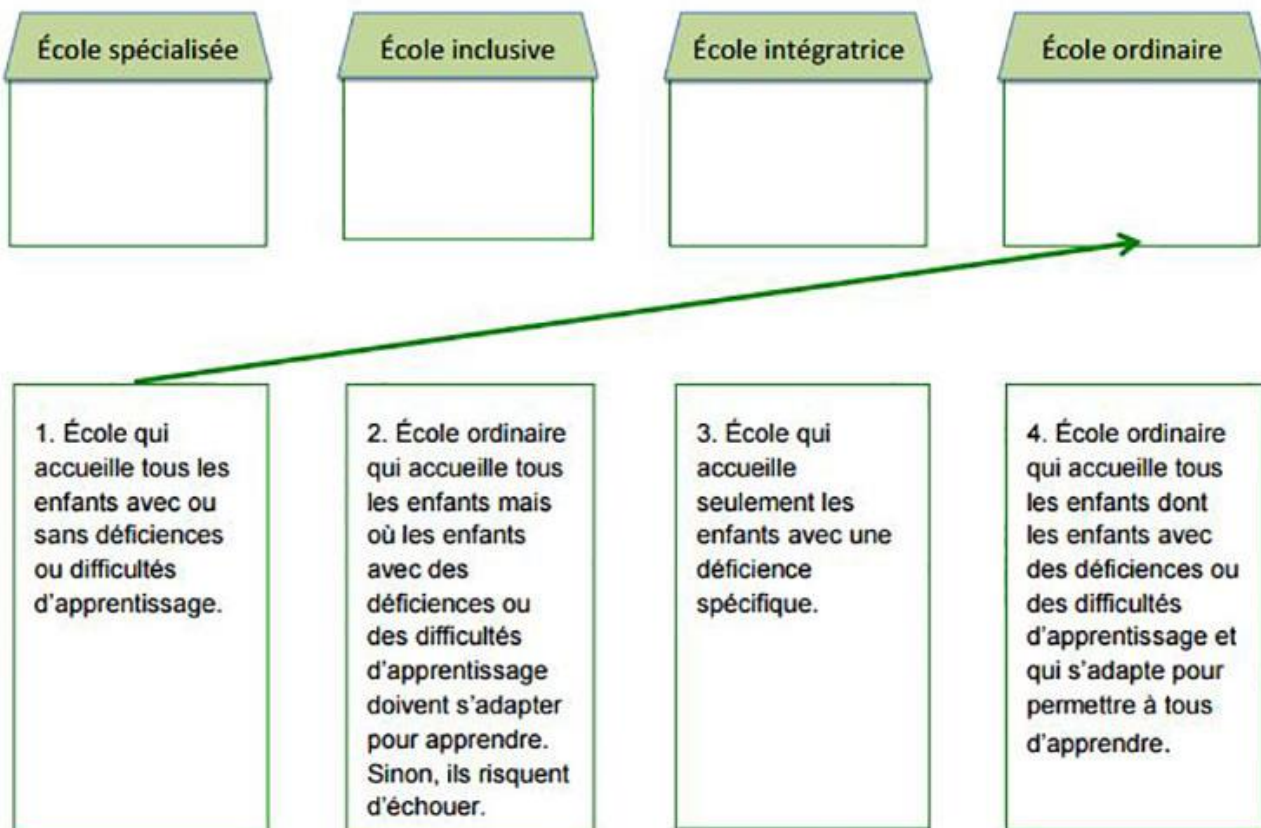 École spécialisée
École inclusive
École intégratrice
École ordinaire
1. École qui
accueille tous les
enfants avec ou
sans déficiences
ou difficultés
d’apprentissage.
2. École ordinaire
qui accueille tous
les enfants mais
où les enfants
avec des
déficiences ou
des difficultés
d’apprentissage
doivent s’adapter
pour apprendre.
Sinon, ils risquent
d’échouer.
3. École qui
accueille
seulement les
enfants avec une
déficience
spécifique.
4. École ordinaire
qui accueille tous
les enfants dont
les enfants avec
des déficiences ou
des difficultés
d’apprentissage et
qui s’adapte pour
permettre à tous
d’apprendre.